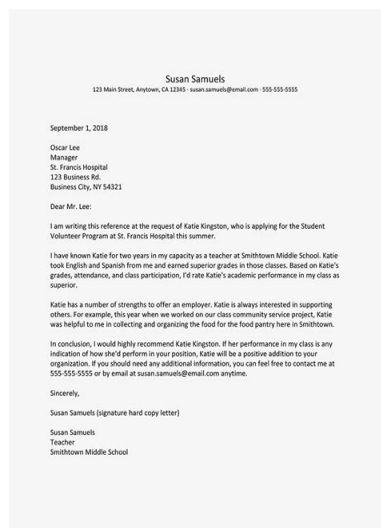 Susan Samuels
123 Main Street, Anytown, CA 12345 · susan.samuels@email.com · 555-555-5555
September 1, 2018
Oscar Lee
Manager
St. Francis Hospital
123 Business Rd.
Business City, NY 54321
Dear Mr. Lee:
I am writing this reference at the request of Katie Kingston, who is applying for the Student
Volunteer Program at St. Francis Hospital this summer.
I have known Katie for two years in my capacity as a teacher at Smithtown Middle School. Katie
took English and Spanish from me and earned superior grades in those classes. Based on Katie's
grades, attendance, and class participation, I'd rate Katie's academic performance in my class as
superior.
Katie has a number of strengths to offer an employer. Katie is always interested in supporting
others. For example, this year when we worked on our class community service project, Katie
was helpful to me in collecting and organizing the food for the food pantry here in Smithtown.
In conclusion, I would highly recommend Katie Kingston. If her performance in my class is any
indication of how she'd perform in your position, Katie will be a positive addition to your
organization. If you should need any additional information, you can feel free to contact me at
555-555-5555 or by email at susan.samuels@email.com anytime.
Sincerely,
Susan Samuels (signature hard copy letter)
Susan Samuels
Teacher
Smithtown Middle School